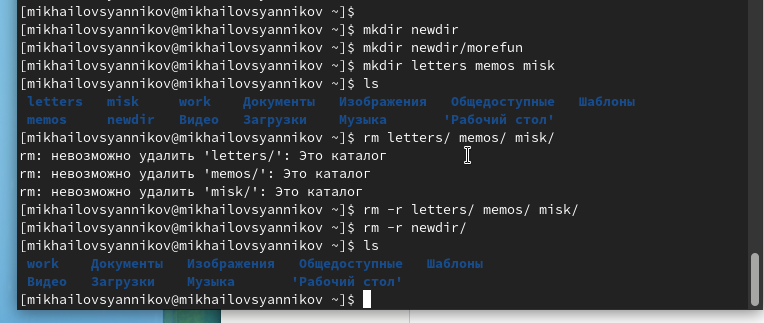 [mikhailovsyannikov@mikhailovsyannikov ~]$
[mikhailovsyannikov@mikhailovsyannikov ~]$ mkdir newdir
[mikhailovsyannikov@mikhailovsyannikov ~]$ mkdir newdir/morefun
[mikhailovsyannikov@mikhailovsyannikov ~]$ mkdir letters memos misk
[mikhailovsyannikov@mikhailovsyannikov ~]$ ls
letters misk work Документы Изображения Общедоступные Шаблоны
memos newdir Видео Загрузки Музыка 'Рабочий стол'
[mikhailovsyannikov@mikhailovsyannikov ~]$ rm letters/ memos/ misk/
rm: невозможно удалить 'letters/': Это каталог
rm: невозможно удалить 'memos/': Это каталог
rm: невозможно удалить 'misk/': Это каталог
[mikhailovsyannikov@mikhailovsyannikov ~]$ rm -r letters/ memos/ misk/
[mikhailovsyannikov@mikhailovsyannikov ~]$ rm -r newdir/
[mikhailovsyannikov@mikhailovsyannikov ~]$ ls
work Документы Изображения Общедоступные Шаблоны
Видео Загрузки Музыка 'Рабочий стол'
[mikhailovsyannikov@mikhailovsyannikov ~]$